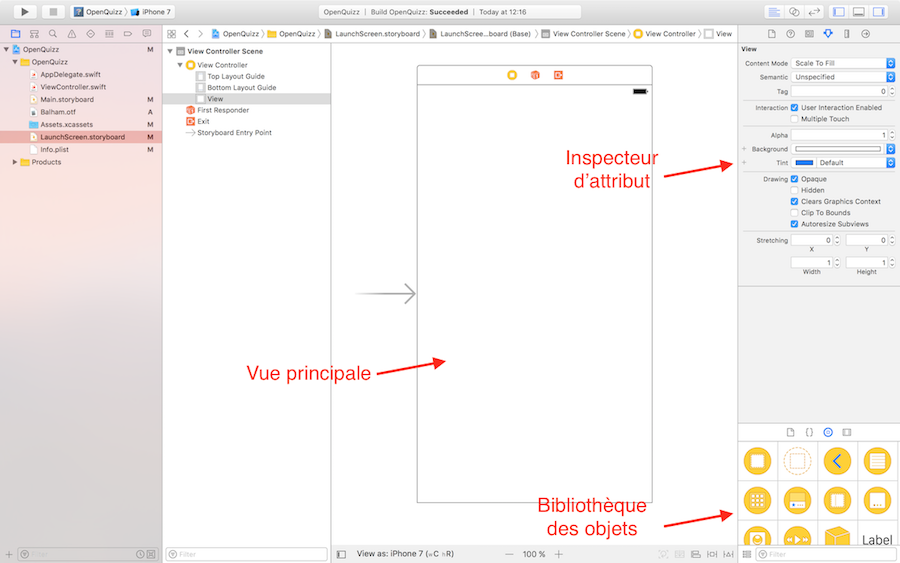 OpenQuizz
iPhone 7
OpenQuizz
Build OpenQuizz: Succeeded
Today at 12:16
OpenQuizz M
OpenQuizz
AppDelegate.swift
ViewController.swift
Main.storyboard M
Balham.otf A
Assets.xcassets M
LaunchScreen.storyboard M
Info.plist M
Products
Filter
OpenQuizz
OpenQuizz
LaunchScreen.storyboard
LaunchScree...board (Base)
View Controller Scene
View Controller
View
View Controller Scene
View Controller
Top Layout Guide
Bottom Layout Guide
View
First Responder
Exit
Storyboard Entry Point
Filter
Inspecteur
d'attribut
Vue principale
Bibliothèque
des objets
View as: iPhone 7 (wC hR)
100 %
View
Content Mode Scale To Fill
Semantic Unspecified
Tag 0
Interaction User Interaction Enabled
Multiple Touch
Alpha 1
Background
Tint Default
Drawing Opaque
Hidden
Clears Graphics Context
Clip To Bounds
Autoresize Subviews
Stretching 0 0
X Y
1 1
Width Height
{}
Label
Filter